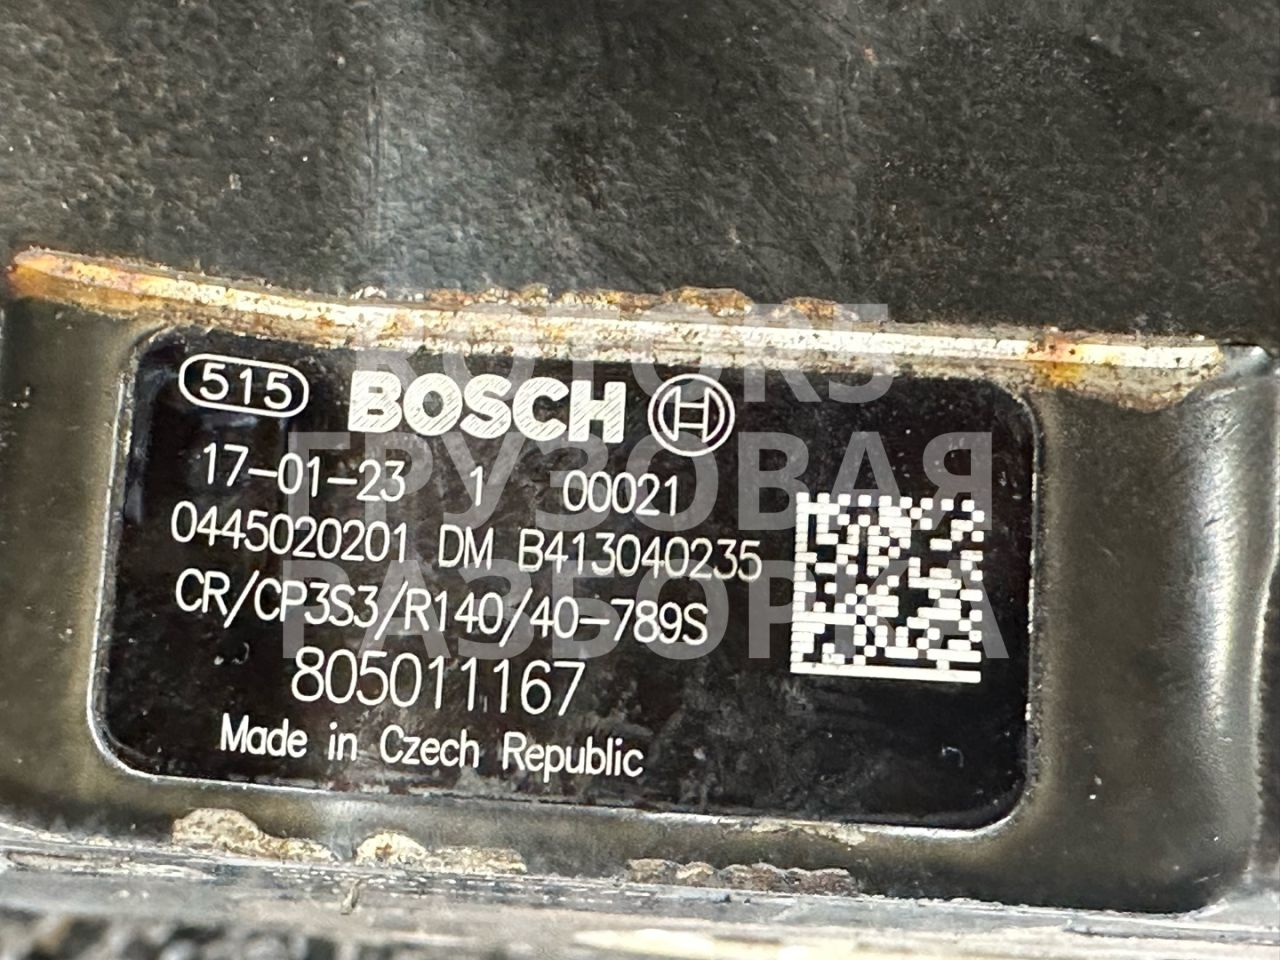 515 BOSCH
17-01-23 1 00021
0445020201 DM B413040235
CR/CP3S3/R140/40-789S
805011167
Made in Czech Republic
ROTORS
ГРУЗОВАЯ
РАЗБОРКА